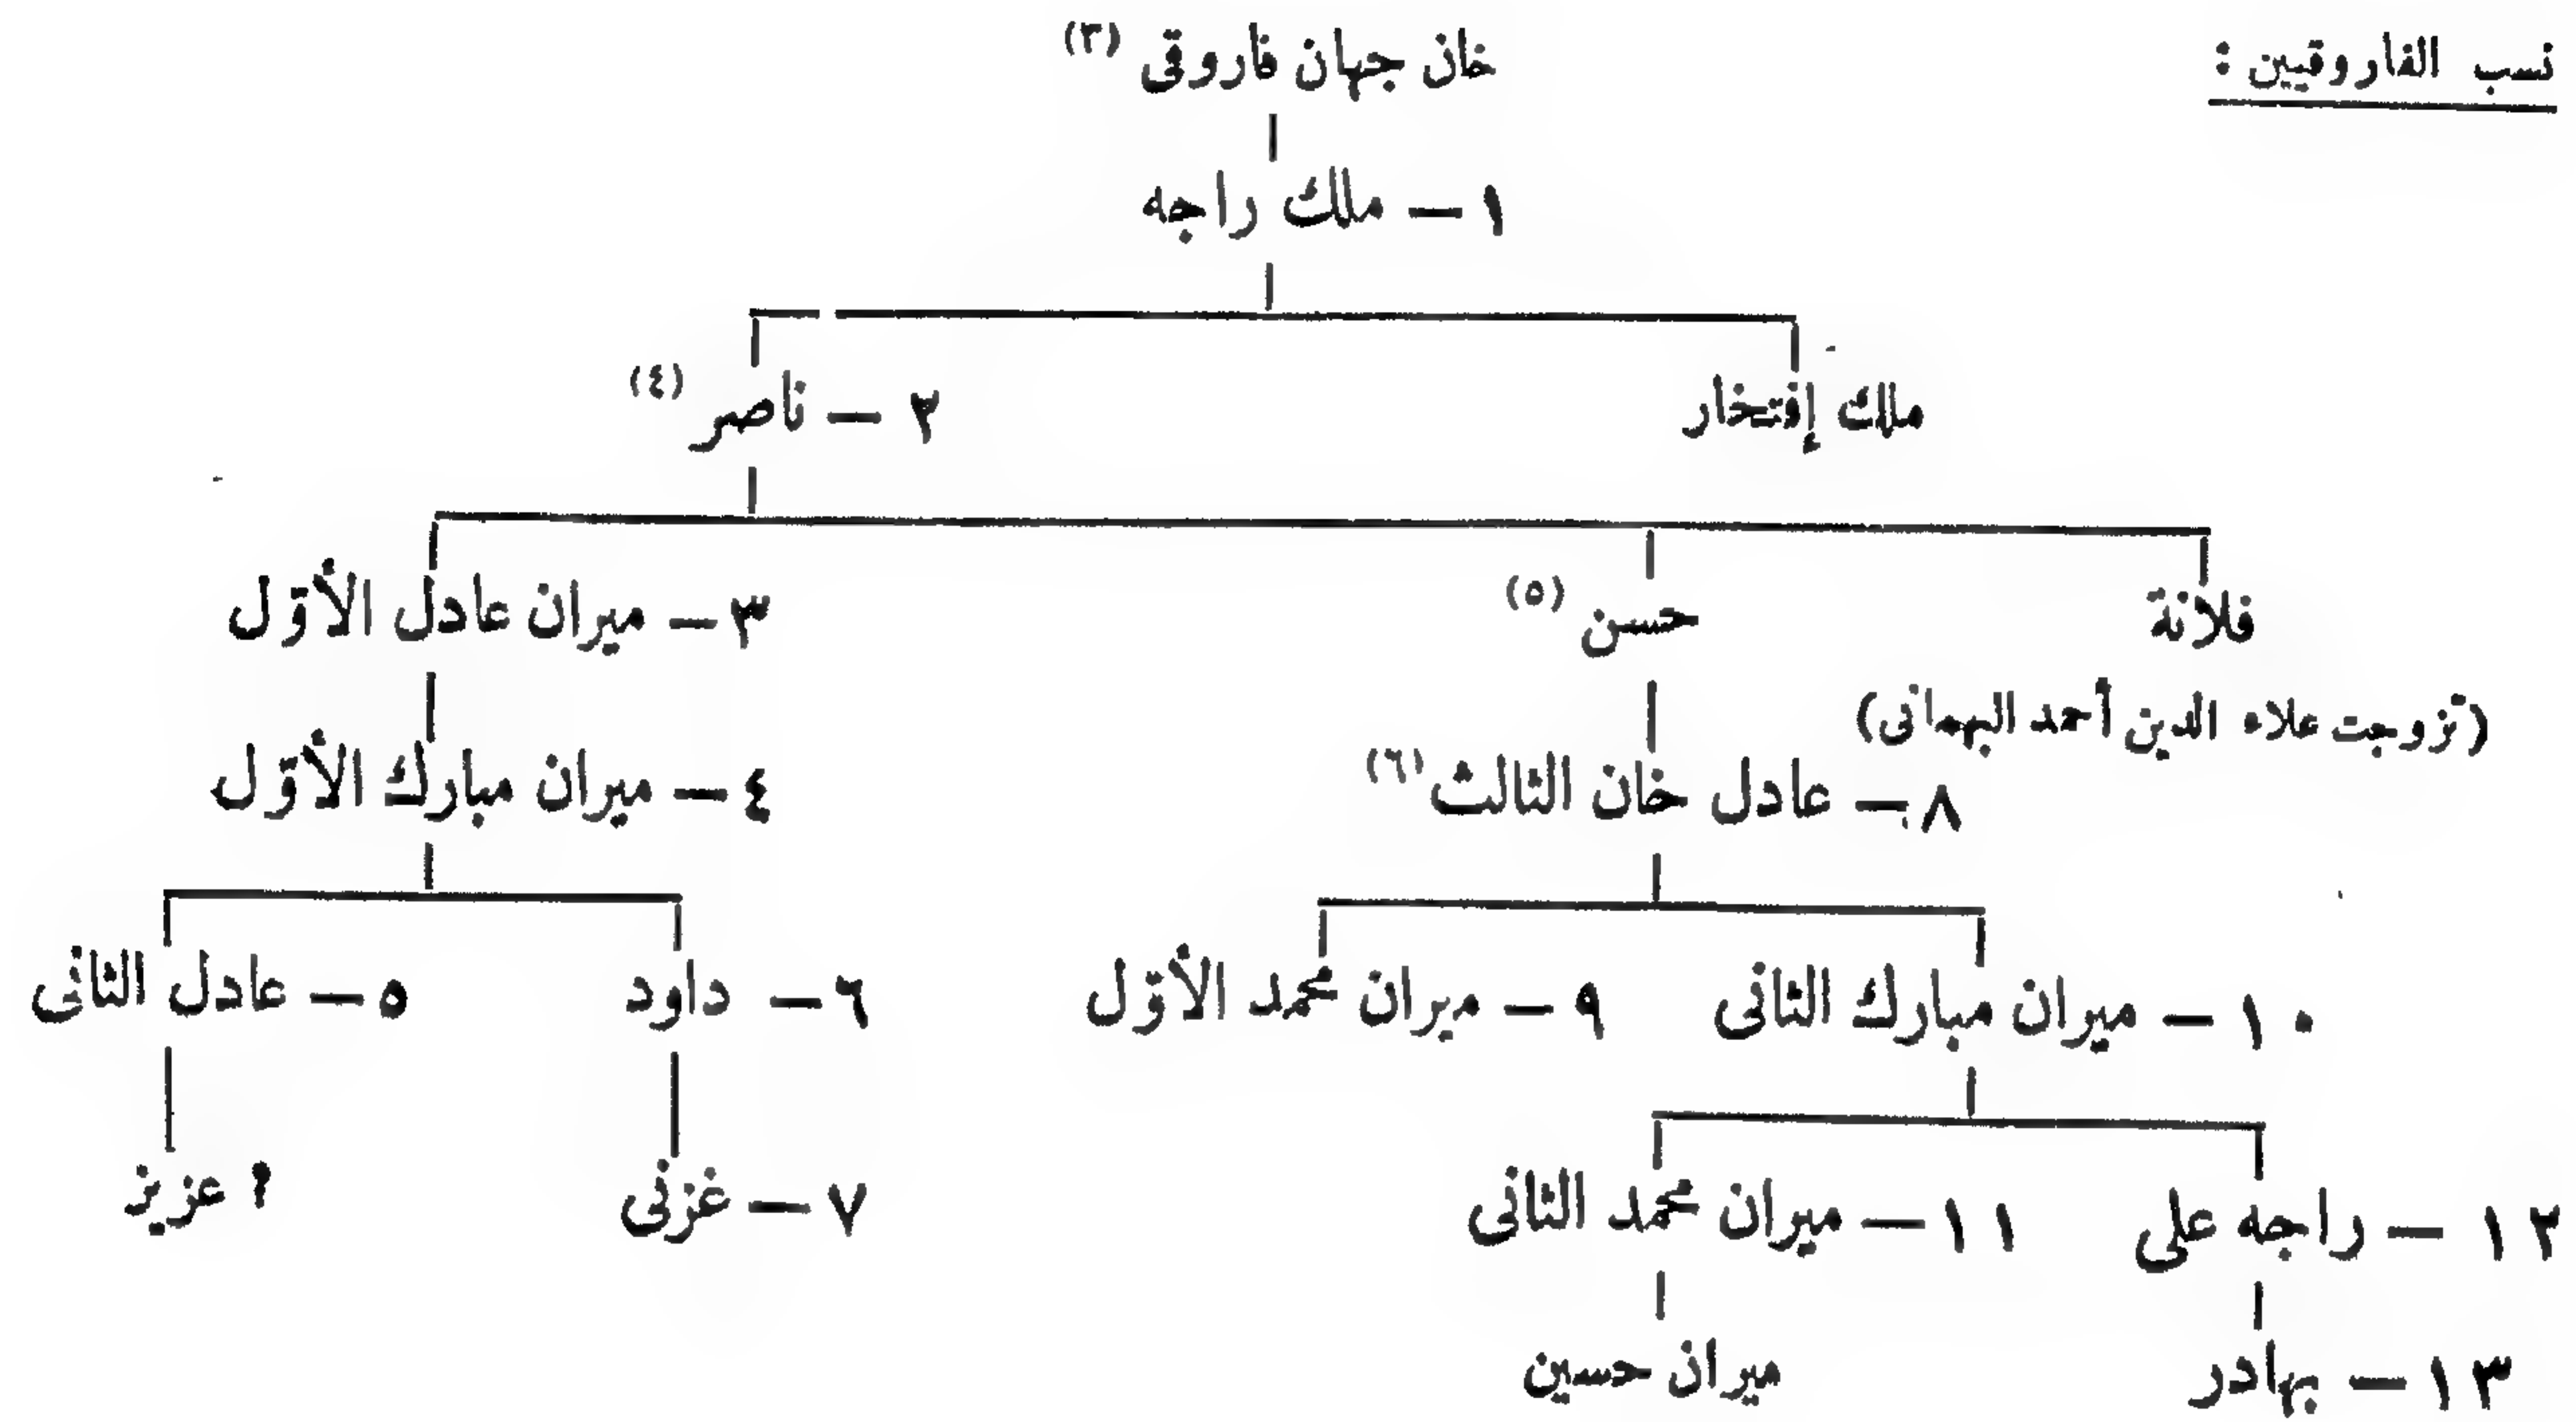 نسب الفاروقيين :
خان جهان فاروقى (٣)
١ — ملك راجه
ملك إفتخار
٢ — ناصر (٤)
فلانة
(تزوجت علاء الدين أحمد البهمانى)
حسن (٥)
٣ — ميران عادل الأوّل
٨ — عادل خان الثالث (٦)
٤ — ميران مبارك الأوّل
١٠ — ميران مبارك الثانى
٩ — ميران محمد الأوّل
٦ — داود
٥ — عادل الثانى
١٢ — راجه على
١١ — ميران محمد الثانى
٧ — غزنى
؟ عزيز
١٣ — بهادر
ميران حسين